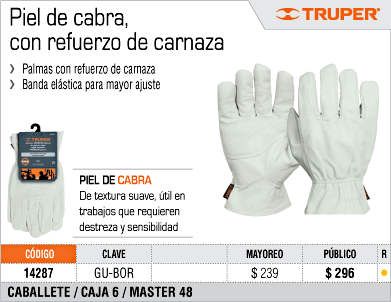 Piel de cabra,
con refuerzo de carnaza
TRUPER®
Palmas con refuerzo de carnaza
Banda elástica para mayor ajuste
TRUPER
PIEL DE CABRA
De textura suave, útil en
trabajos que requieren
destreza y sensibilidad
CÓDIGO CLAVE MAYOREO PÚBLICO R
14287 GU-BOR $ 239 $ 296
CABALLETE / CAJA 6 / MASTER 48